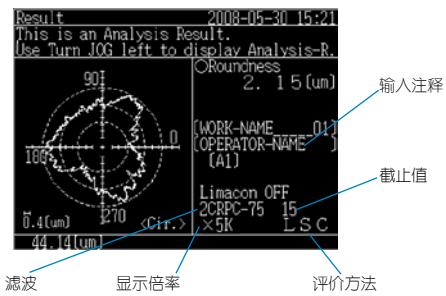 Result 2008-05-30 15:21
This is an Analysis Result.
Use Turn JOG left to display Analysis-R.
90
○Roundness
2. 15(um)
输入注释
[WORK-NAME____01]
[OPERATOR-NAME ]
0
180
(A1)
截止值
Limacon OFF
2CRPC-75 15
270
0.4(um) <Cir.> ×5K LSC
44.14(um)
滤波 显示倍率 评价方法